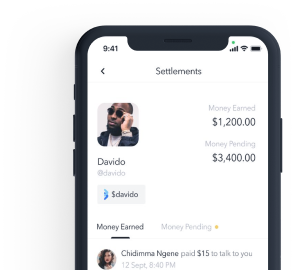 9:41
Settlements
Money Earned
$1,200.00
Money Pending
$3,400.00
Davido
@davido
$davido
Money Earned Money Pending
Chidimma Ngene paid $15 to talk to you
12 Sept, 8:40 PM